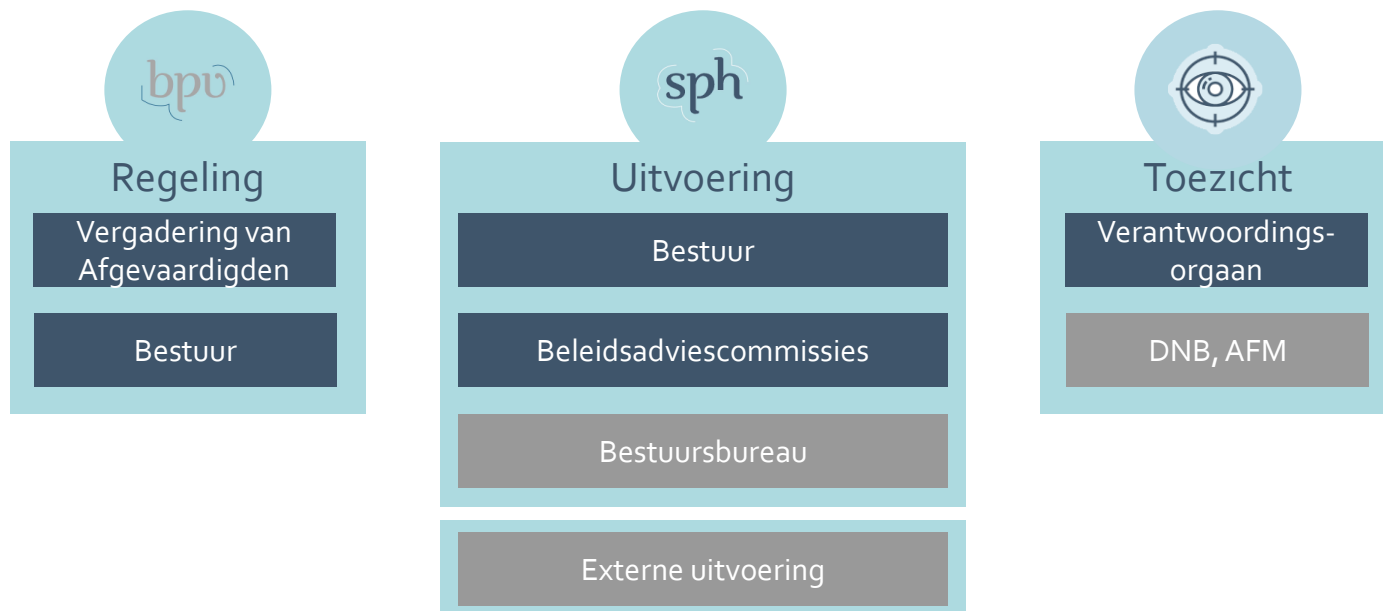 bpv
Regeling
Vergadering van
Afgevaardigden
Bestuur
sph
Uitvoering
Bestuur
Beleidsadviescommissies
Bestuursbureau
Externe uitvoering
Toezicht
Verantwoordings-
orgaan
DNB, AFM